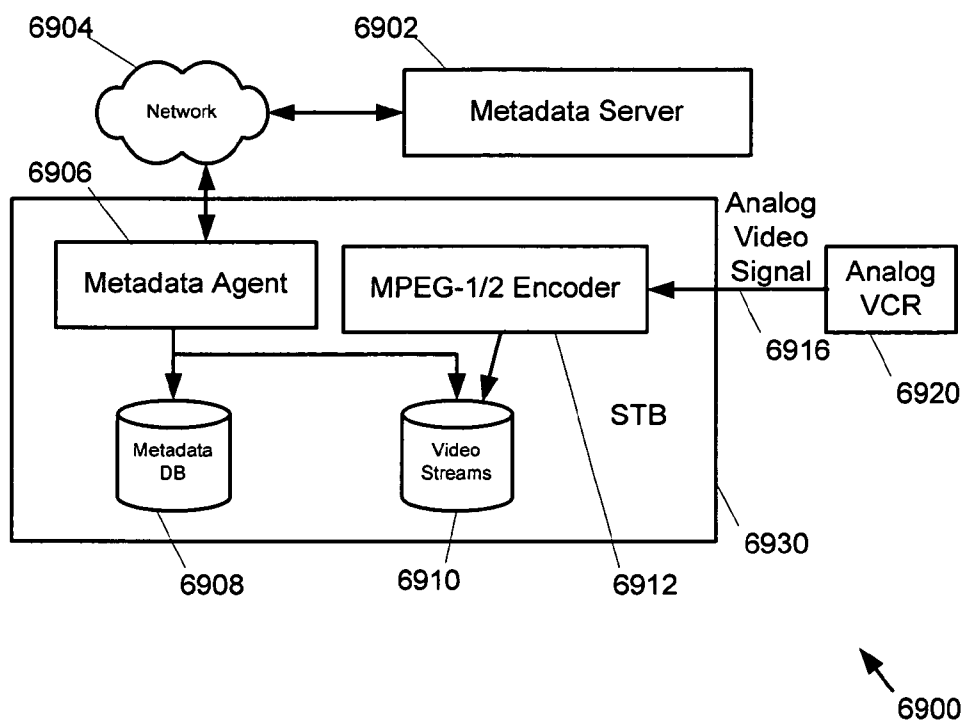 6904
6902
Network
Metadata Server
6906
Analog
Video
Signal
Metadata Agent
MPEG-1/2 Encoder
Analog
VCR
6916
6920
STB
Metadata
DB
Video
Streams
6930
6908
6910
6912
6900